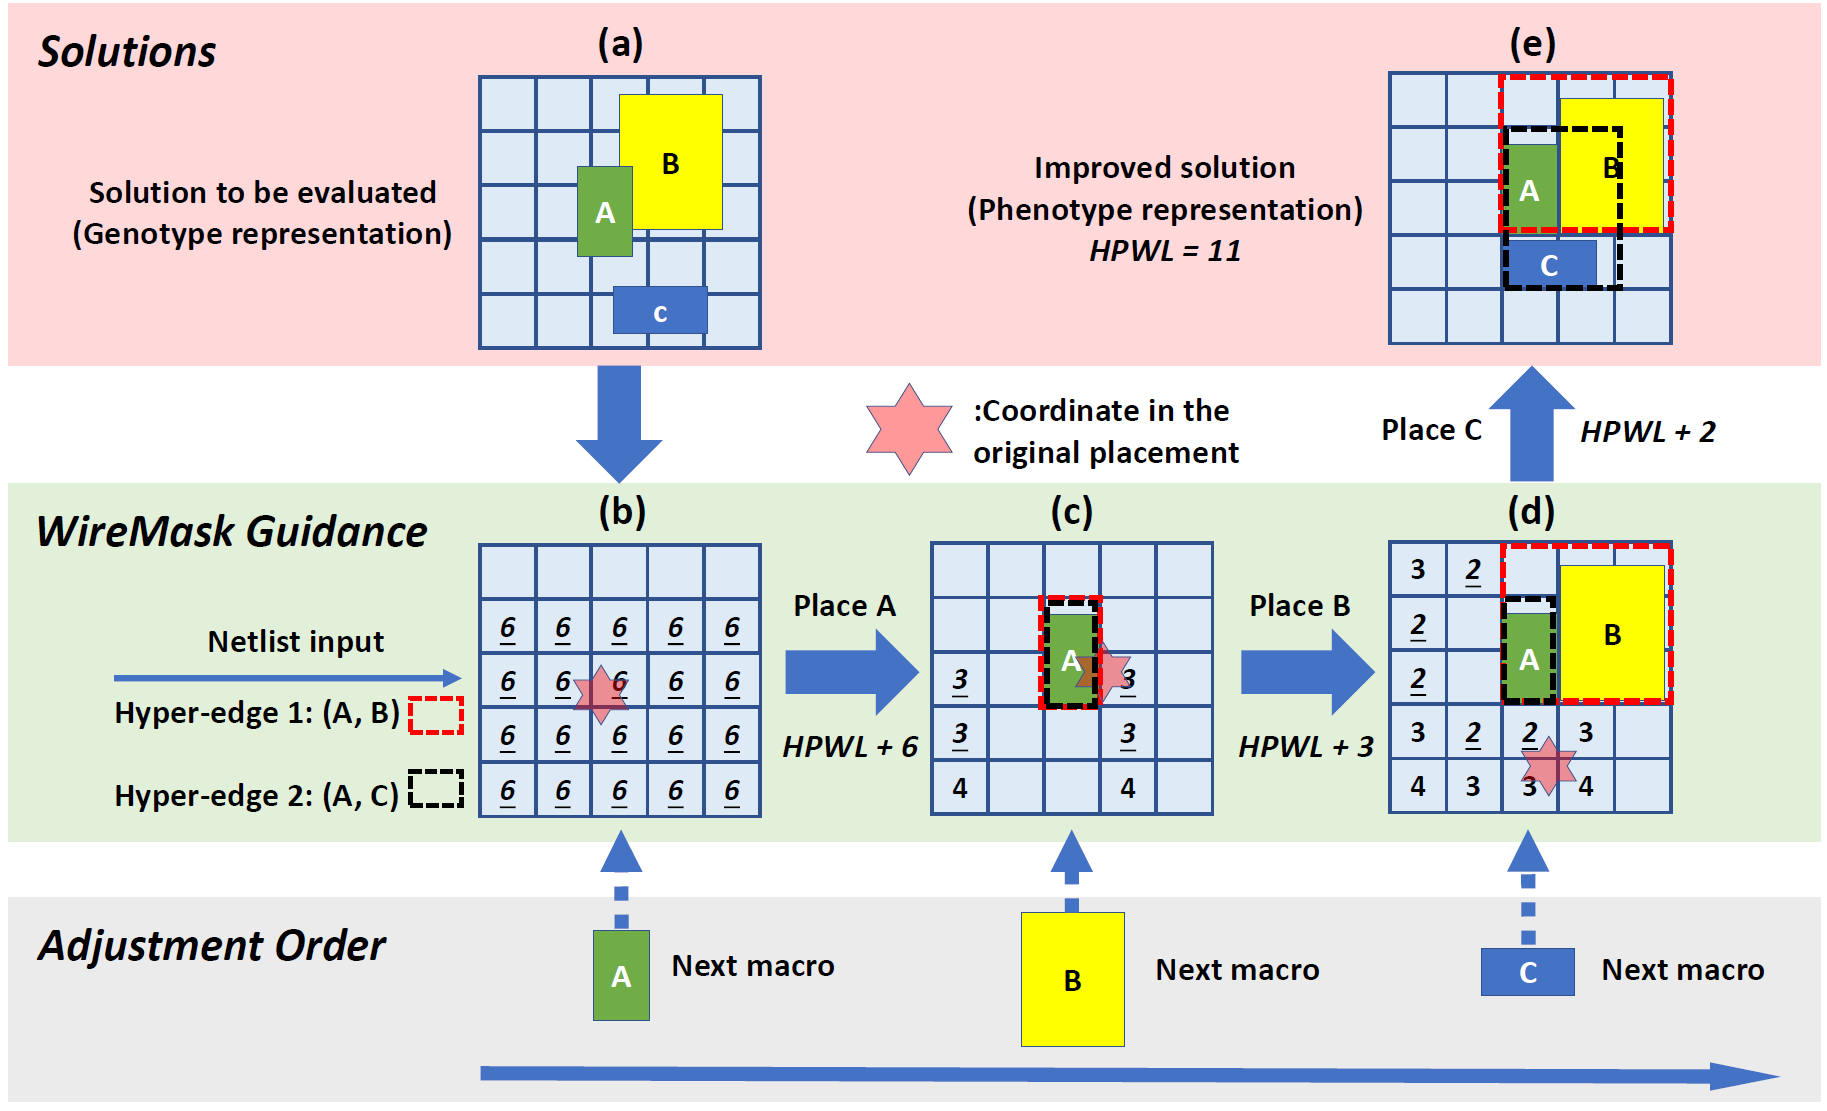 Solutions
(a)
(e)
B
A
c
Solution to be evaluated
(Genotype representation)
Improved solution
(Phenotype representation)
HPWL = 11
B
A
C
:Coordinate in the
original placement
Place C
HPWL + 2
WireMask Guidance
(b)
(c)
(d)
Netlist input
Hyper-edge 1: (A, B)
Hyper-edge 2: (A, C)
6 6 6 6 6
6 6 6 6 6
6 6 6 6 6
6 6 6 6 6
Place A
HPWL + 6
A
3 3
3 3
4 4
Place B
HPWL + 3
3 2
2
B
2 A
3 2 2 3
4 3 3 4
Adjustment Order
A
Next macro
B
Next macro
C
Next macro